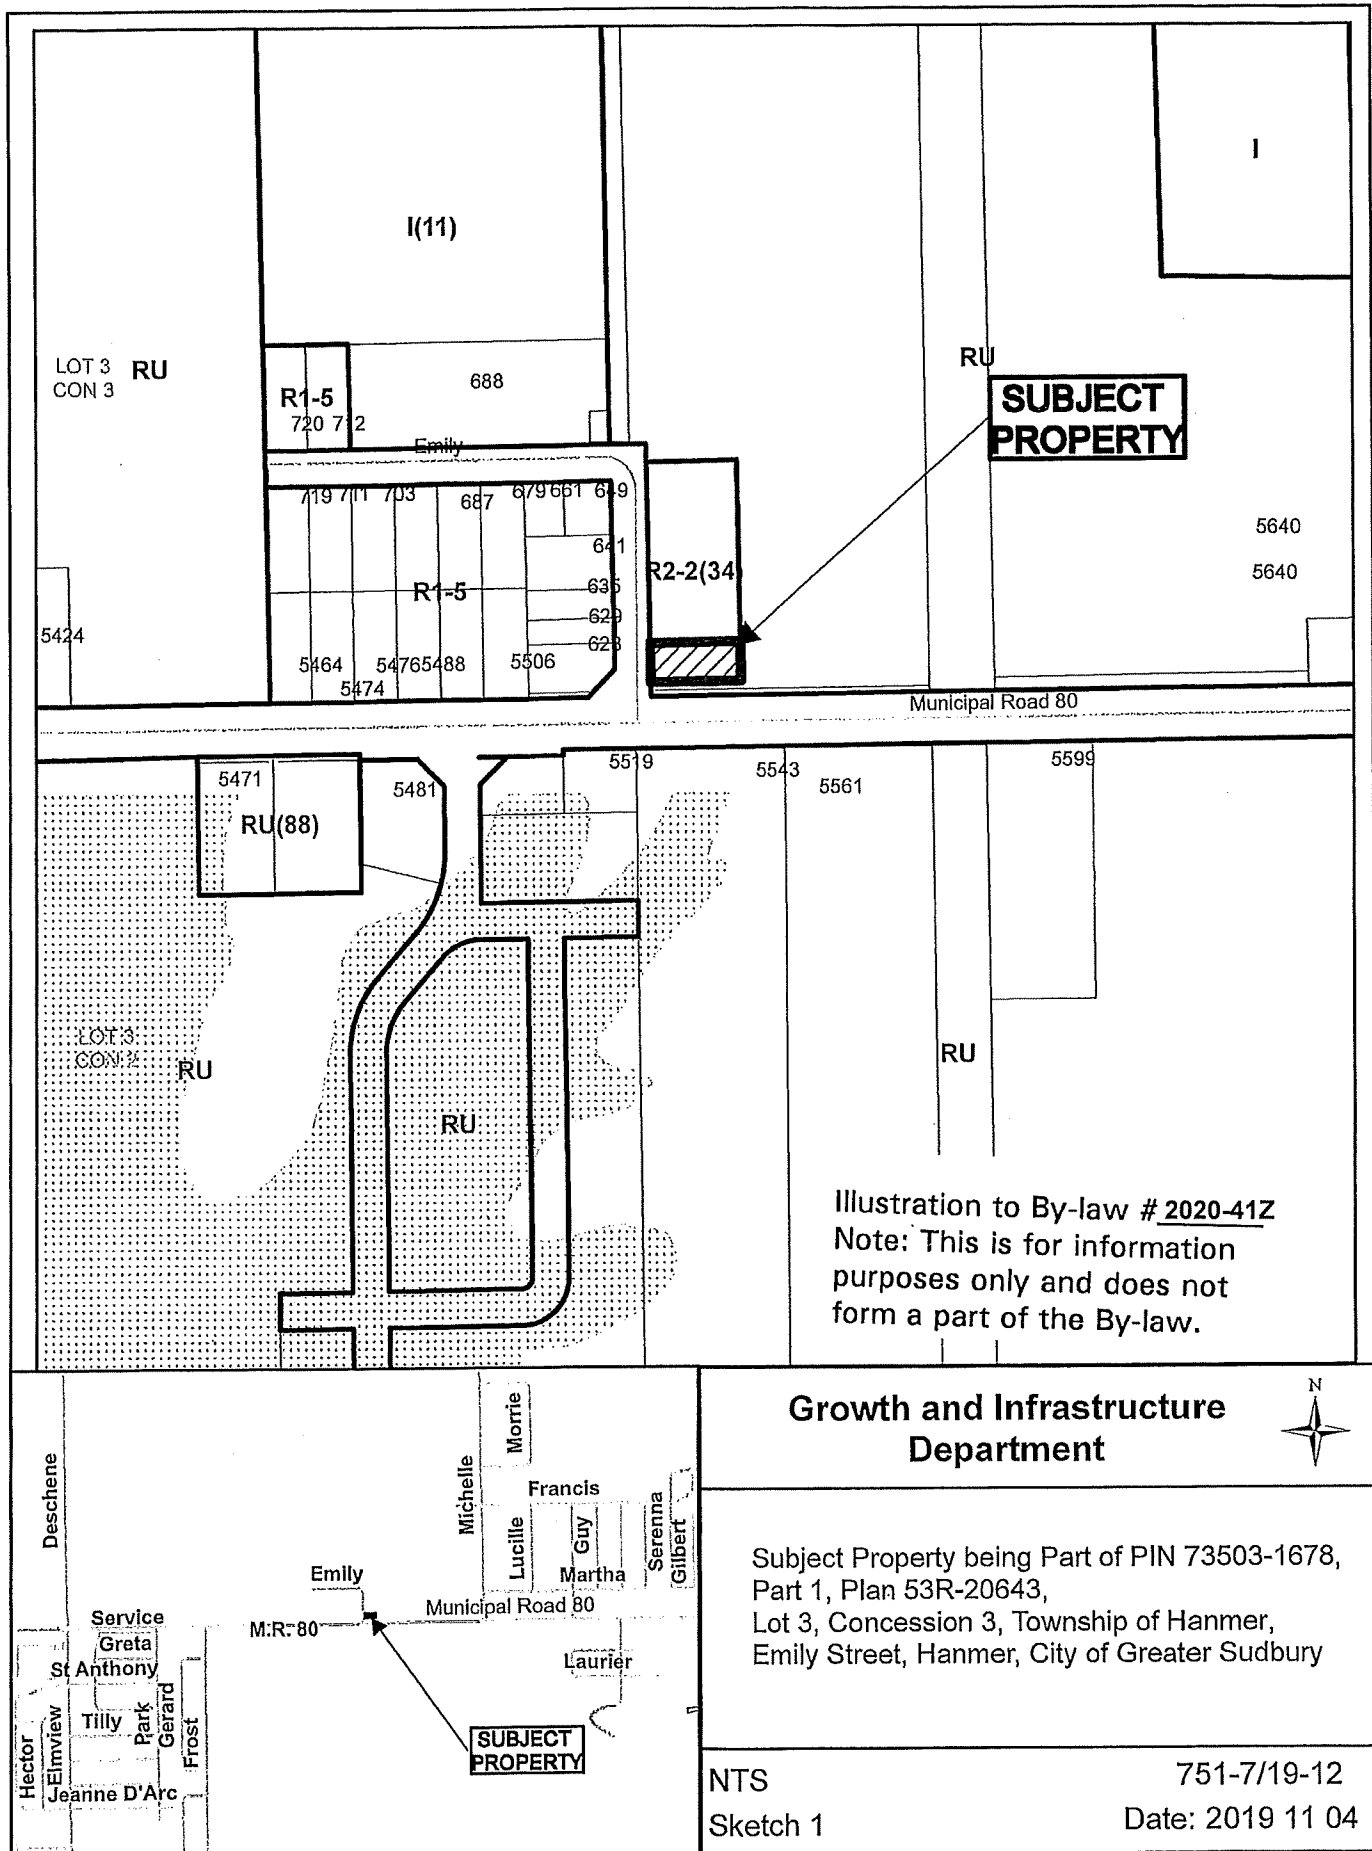 I(11)
I
LOT 3
CON 3
RU
R1-5
720 712
688
Emily
RU
SUBJECT
PROPERTY
719 711 703
687
679 661 649
641
R1-5
635
629
623
R2-2(34
5640
5640
5424
5464
5474
5476 5488
5506
Municipal Road 80
5471
RU(88)
5481
5519
5543
5561
5599
LOT 3
CON 2
RU
RU
RU
Illustration to By-law # 2020-41Z
Note: This is for information
purposes only and does not
form a part of the By-law.
Deschene
Michelle
Morrie
Francis
Lucille
Guy
Serenna
Gilbert
Martha
Emily
Municipal Road 80
M.R. 80
Service
Greta
St Anthony
Tilly
Park
Gerard
Frost
Hector
Elmview
Jeanne D'Arc
Laurier
SUBJECT
PROPERTY
Growth and Infrastructure
Department
N
Subject Property being Part of PIN 73503-1678,
Part 1, Plan 53R-20643,
Lot 3, Concession 3, Township of Hanmer,
Emily Street, Hanmer, City of Greater Sudbury
NTS
Sketch 1
751-7/19-12
Date: 2019 11 04